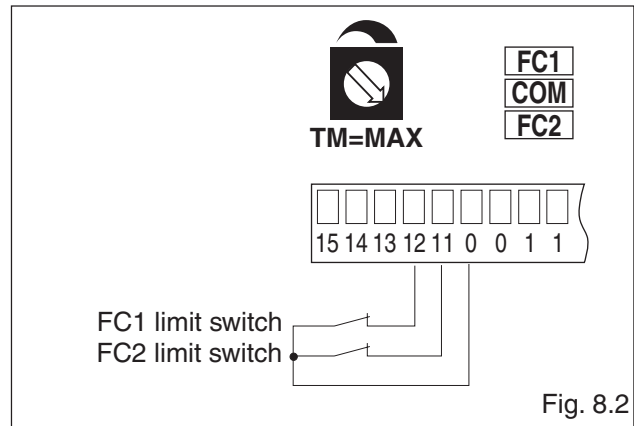 FC1
COM
FC2
TM=MAX
15 14 13 12 11 0 0 1 1
FC1 limit switch
FC2 limit switch
Fig. 8.2